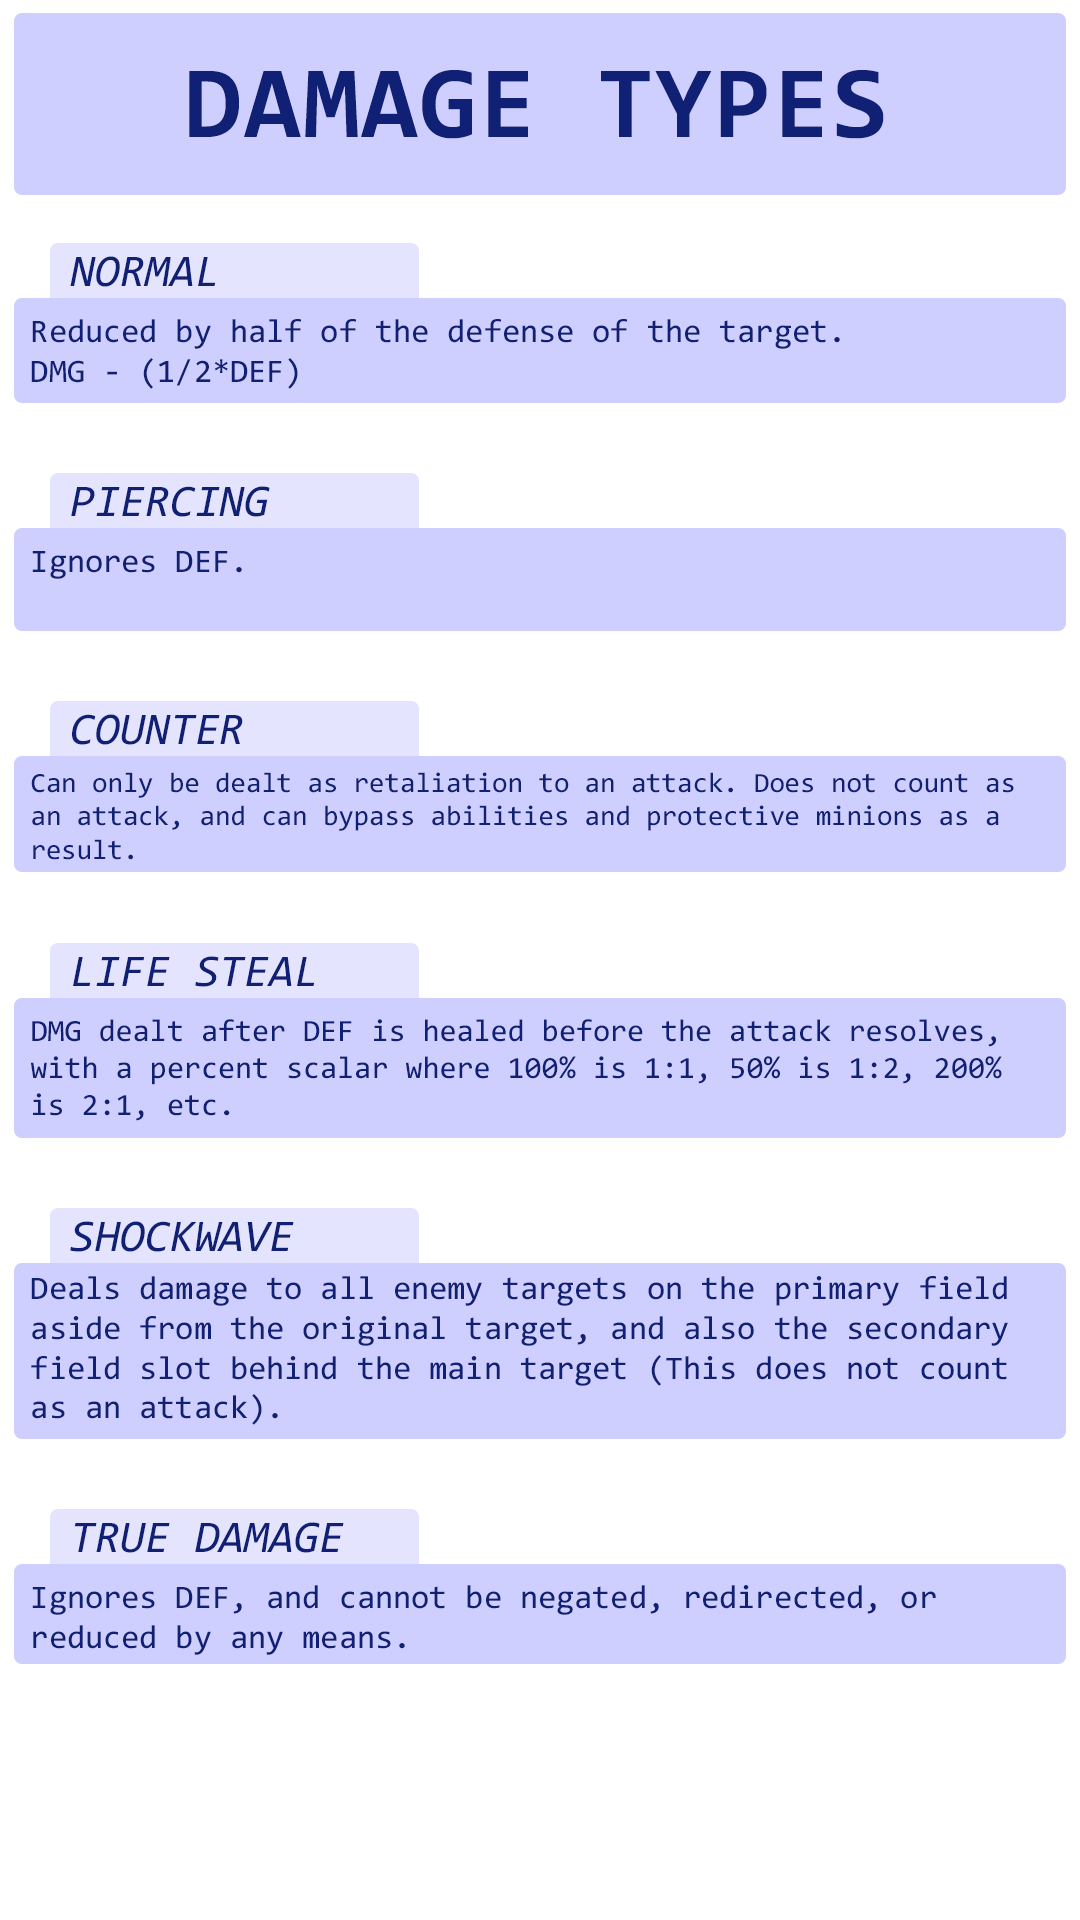 DAMAGE TYPES
NORMAL
Reduced by half of the defense of the target.
DMG - (1/2*DEF)
PIERCING
Ignores DEF.
COUNTER
Can only be dealt as retaliation to an attack. Does not count as
an attack, and can bypass abilities and protective minions as a
result.
LIFE STEAL
DMG dealt after DEF is healed before the attack resolves,
with a percent scalar where 100% is 1:1, 50% is 1:2, 200%
is 2:1, etc.
SHOCKWAVE
Deals damage to all enemy targets on the primary field
aside from the original target, and also the secondary
field slot behind the main target (This does not count
as an attack).
TRUE DAMAGE
Ignores DEF, and cannot be negated, redirected, or
reduced by any means.